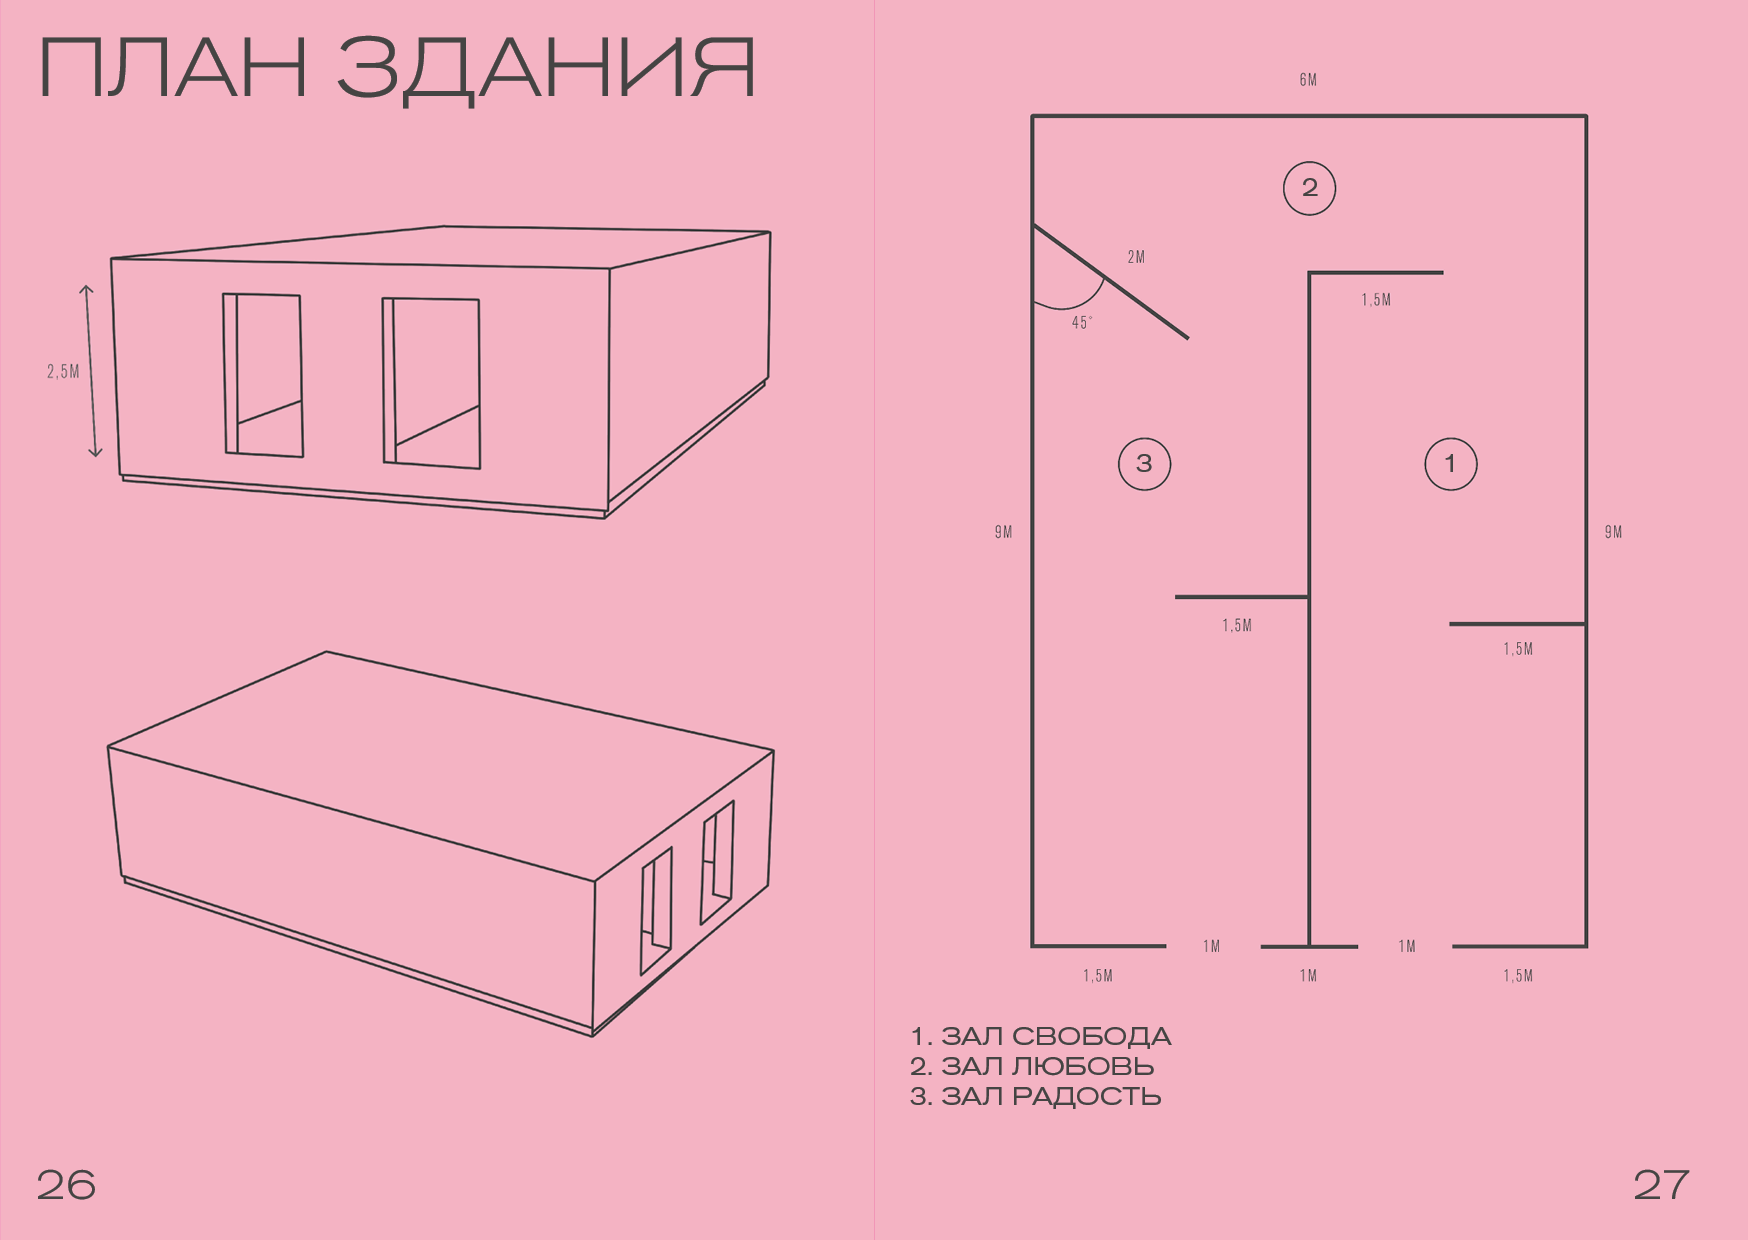 ПЛАН ЗДАНИЯ
2,5М
26
6М
2
2М
1,5М
45°
3
1
9М
9М
1,5М
1,5М
1М
1М
1,5М
1М
1,5М
1. ЗАЛ СВОБОДА
2. ЗАЛ ЛЮБОВЬ
3. ЗАЛ РАДОСТЬ
27